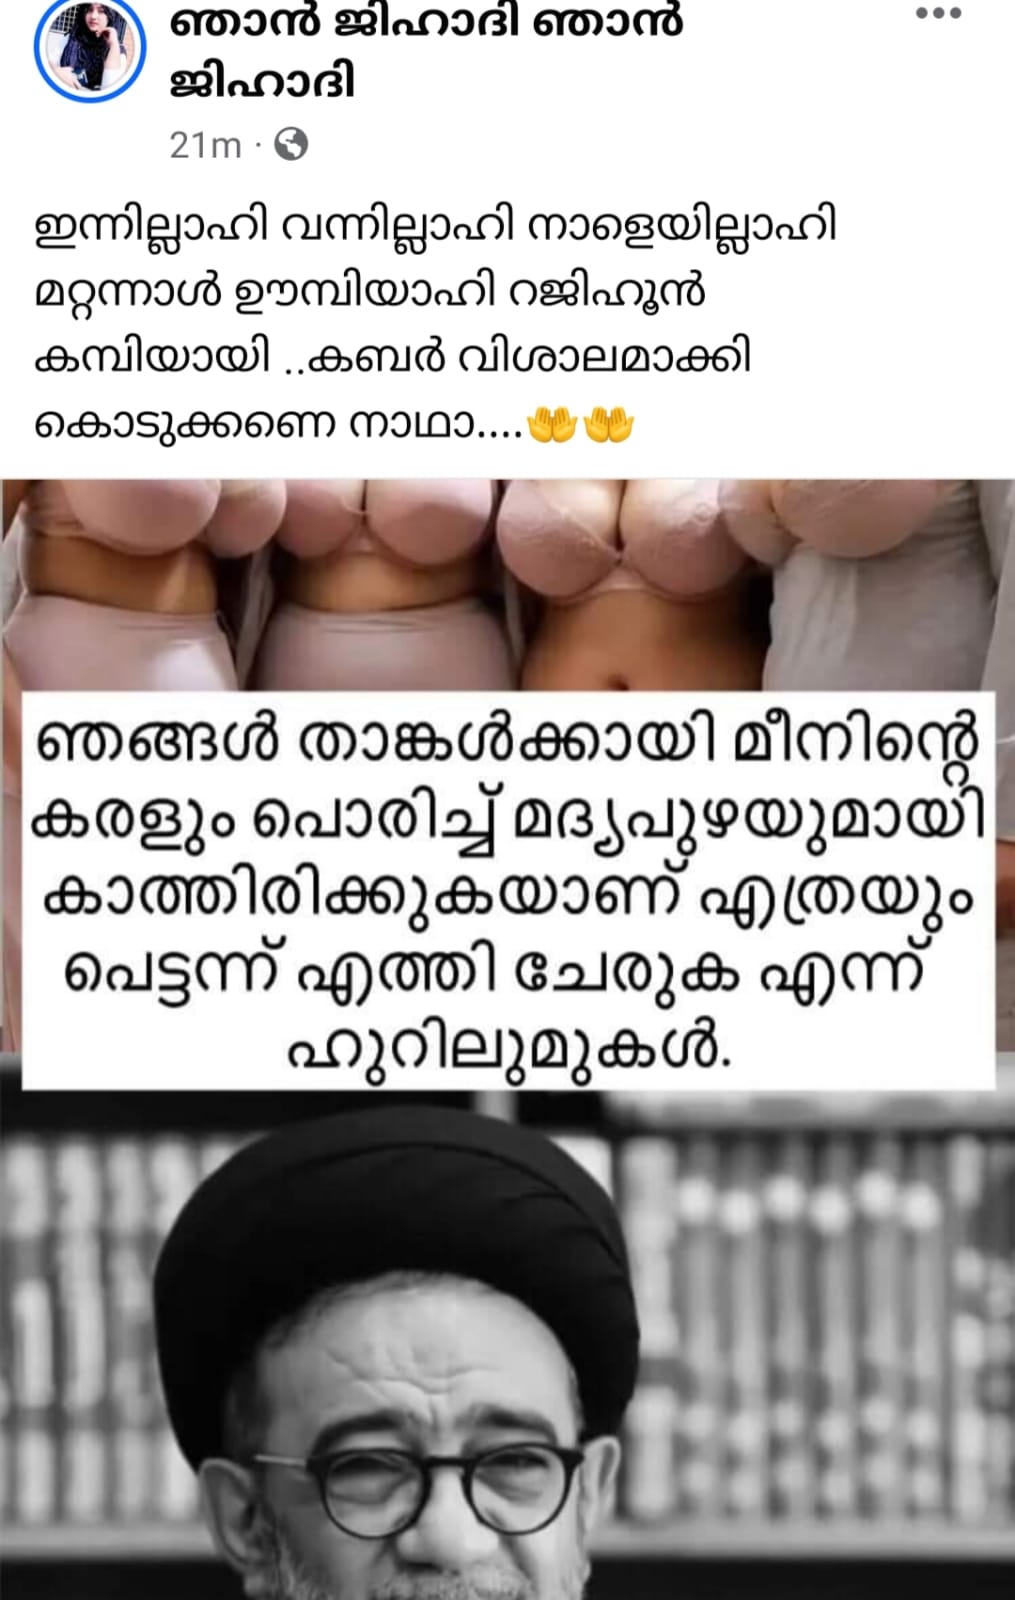 ഞാൻ ജിഹാദി ഞാൻ
ജിഹാദി
21m ·
ഇന്നില്ലാഹി വന്നില്ലാഹി നാളെയില്ലാഹി
മറ്റന്നാൾ ഊമ്പിയാഹി റജിഹൂൻ
കമ്പിയായി ..കബർ വിശാലമാക്കി
കൊടുക്കണെ നാഥാ....🤲🤲
ഞങ്ങൾ താങ്കൾക്കായി മീനിന്റെ
കരളും പൊരിച്ച് മദ്യപുഴയുമായി
കാത്തിരിക്കുകയാണ് എത്രയും
പെട്ടന്ന് എത്തി ചേരുക എന്ന്
ഹുറിലുമുകൾ.